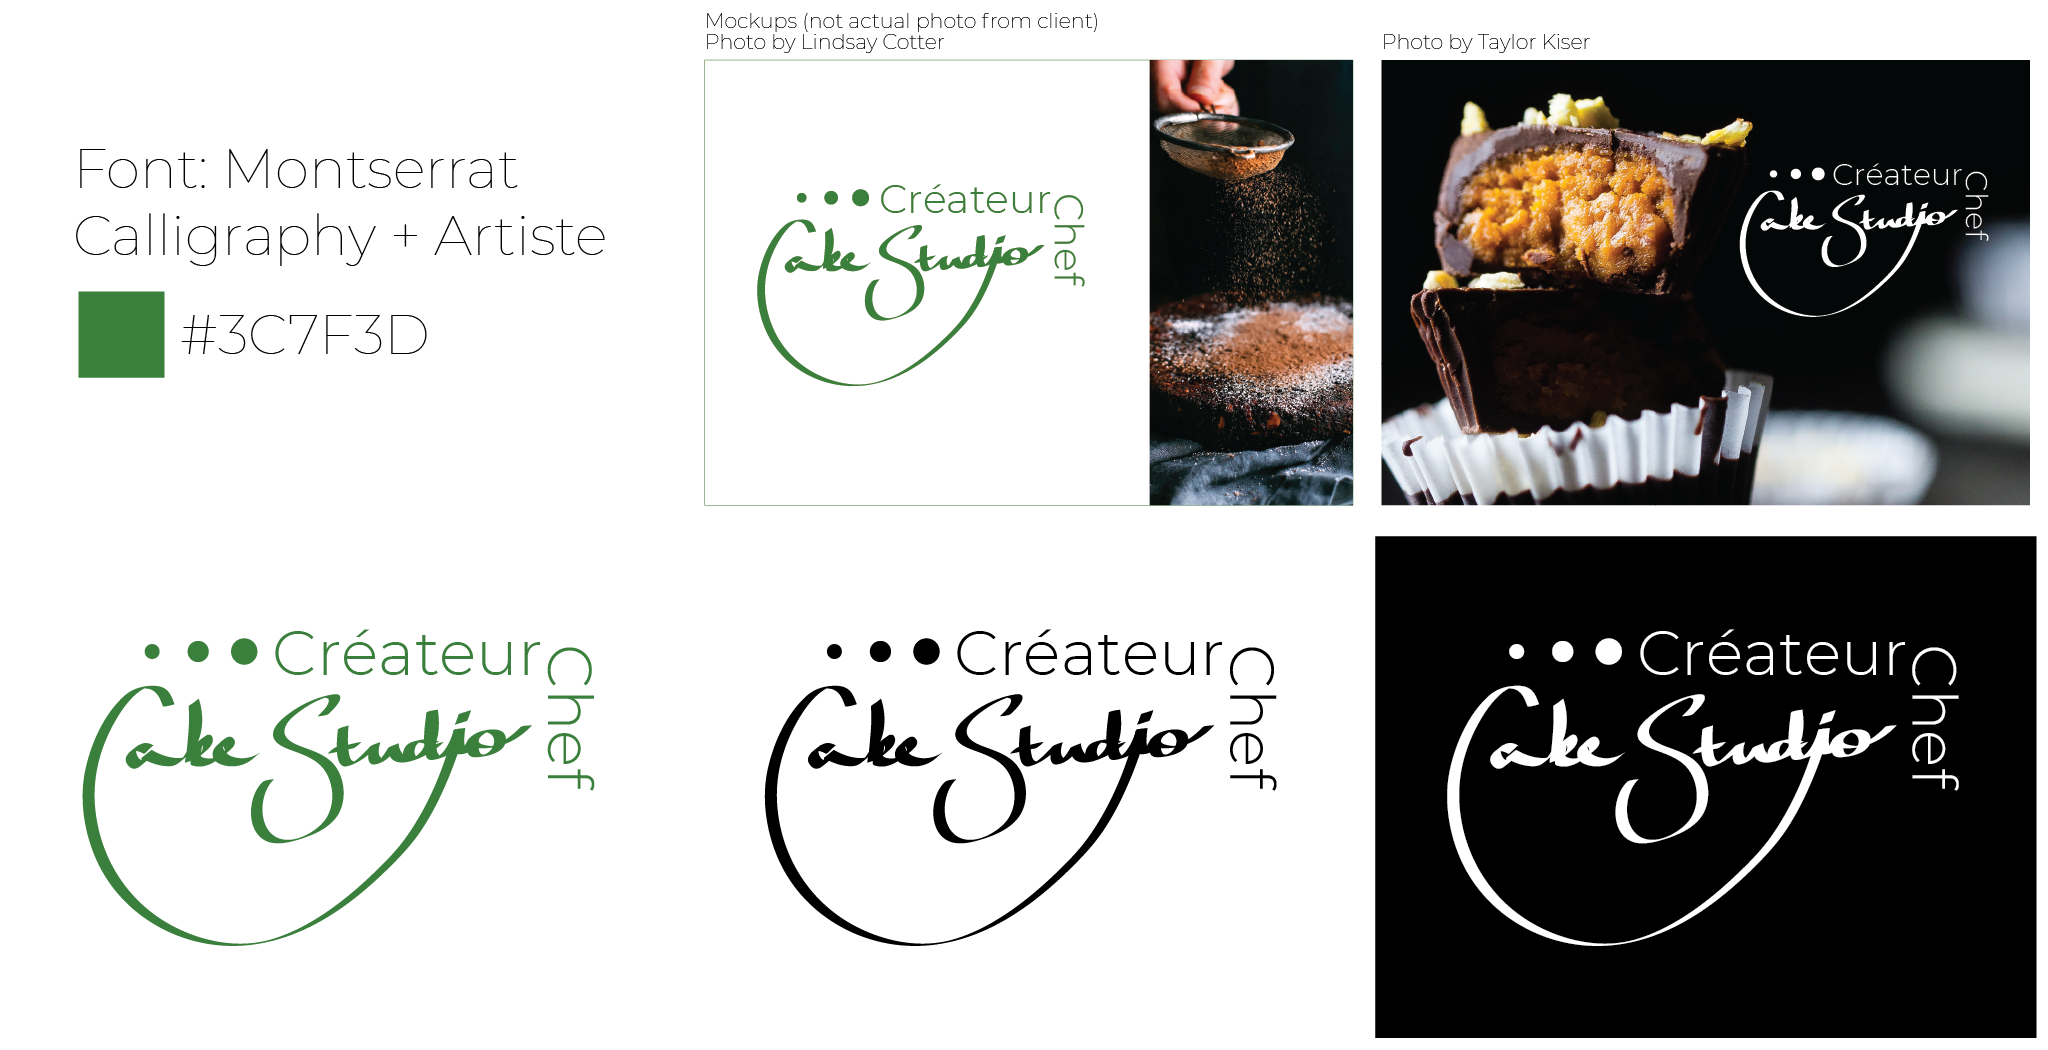 Mockups (not actual photo from client)
Photo by Lindsay Cotter
Photo by Taylor Kiser
Font: Montserrat
Calligraphy + Artiste
#3C7F3D
Créateur
Chef
Cake Studio
Créateur
Chef
Cake Studio
Créateur
Chef
Cake Studio
Créateur
Chef
Cake Studio
Créateur
Chef
Cake Studio